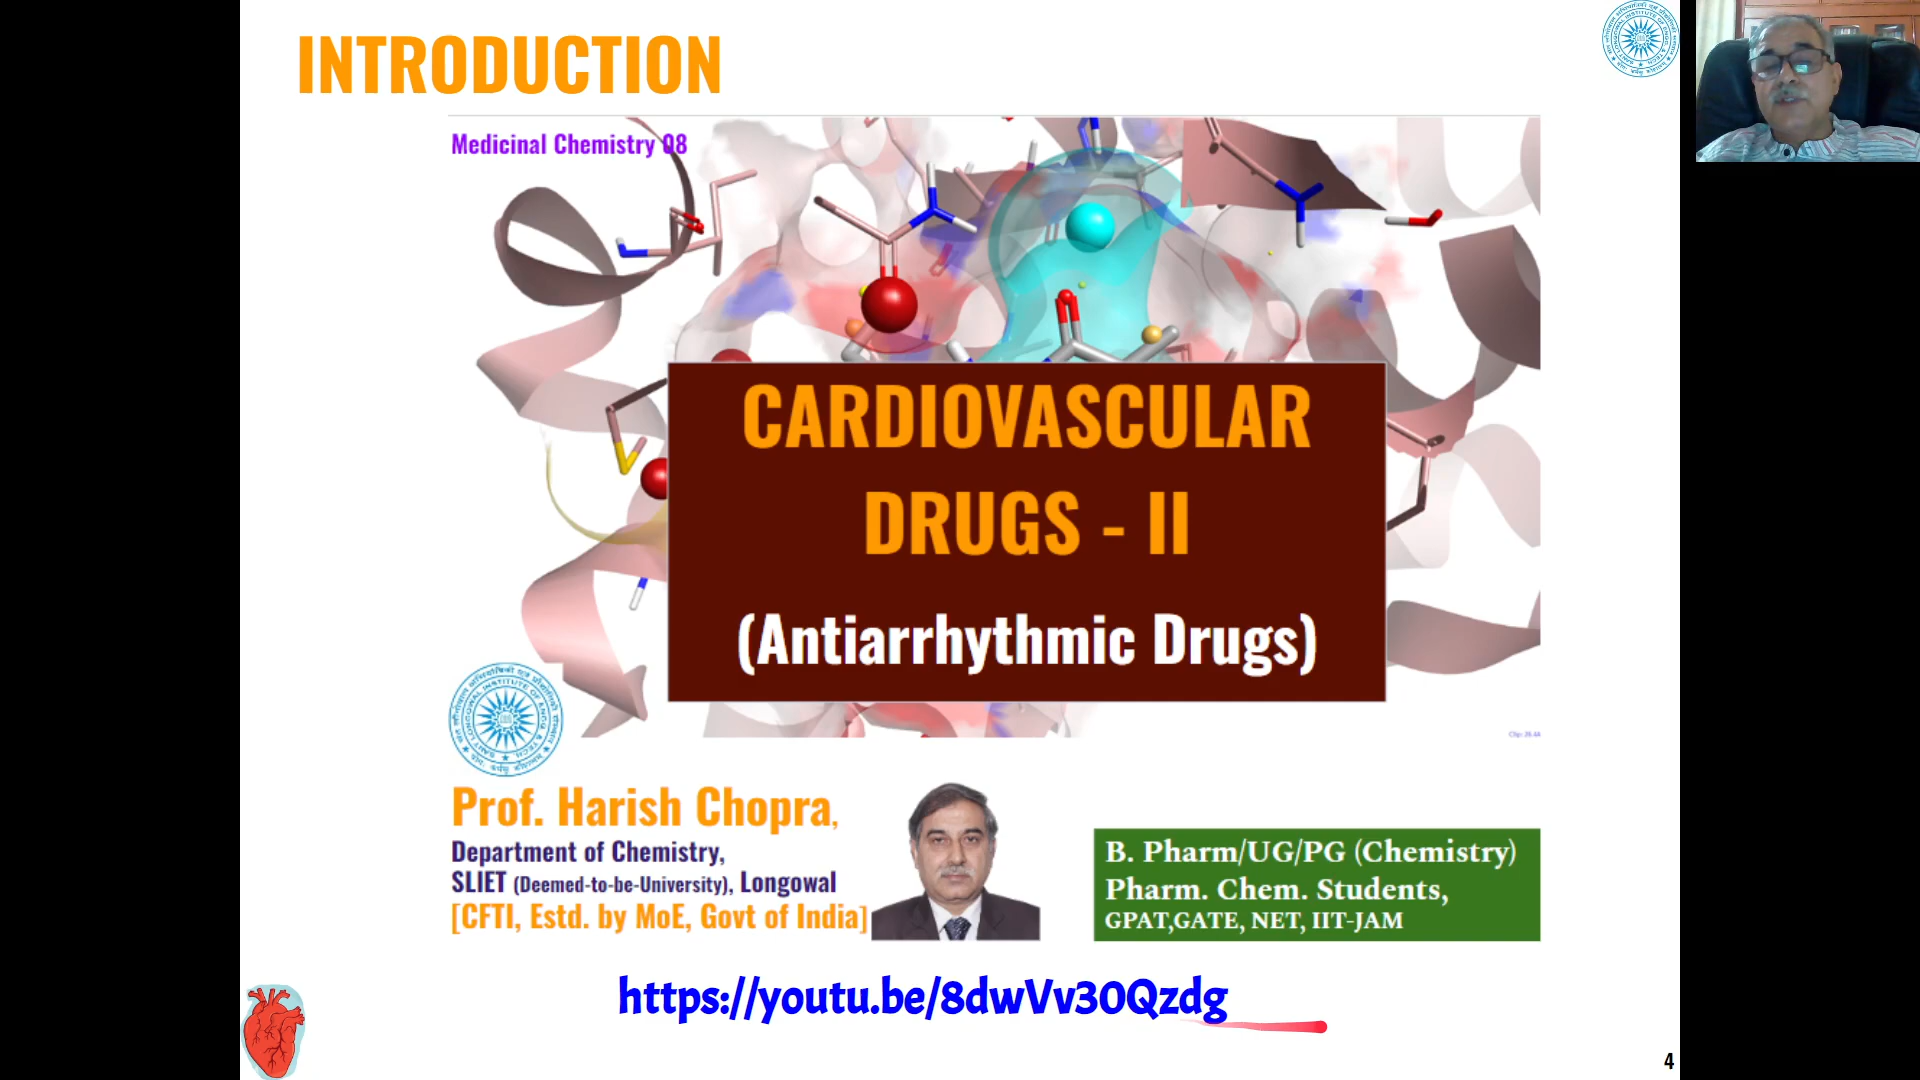 INTRODUCTION
Medicinal Chemistry 08
CARDIOVASCULAR
DRUGS - II
(Antiarrhythmic Drugs)
Prof. Harish Chopra,
Department of Chemistry,
SLIET (Deemed-to-be-University), Longowal
[CFTI, Estd. by MoE, Govt of India]
B. Pharm/UG/PG (Chemistry)
Pharm. Chem. Students,
GPAT,GATE, NET, IIT-JAM
https://youtu.be/8dwVv30Qzdg
4